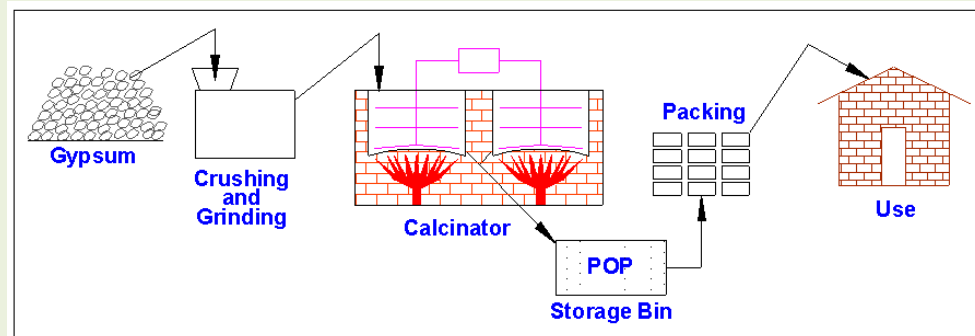 Gypsum
Crushing
and
Grinding
Calcinator
POP
Storage Bin
Packing
Use